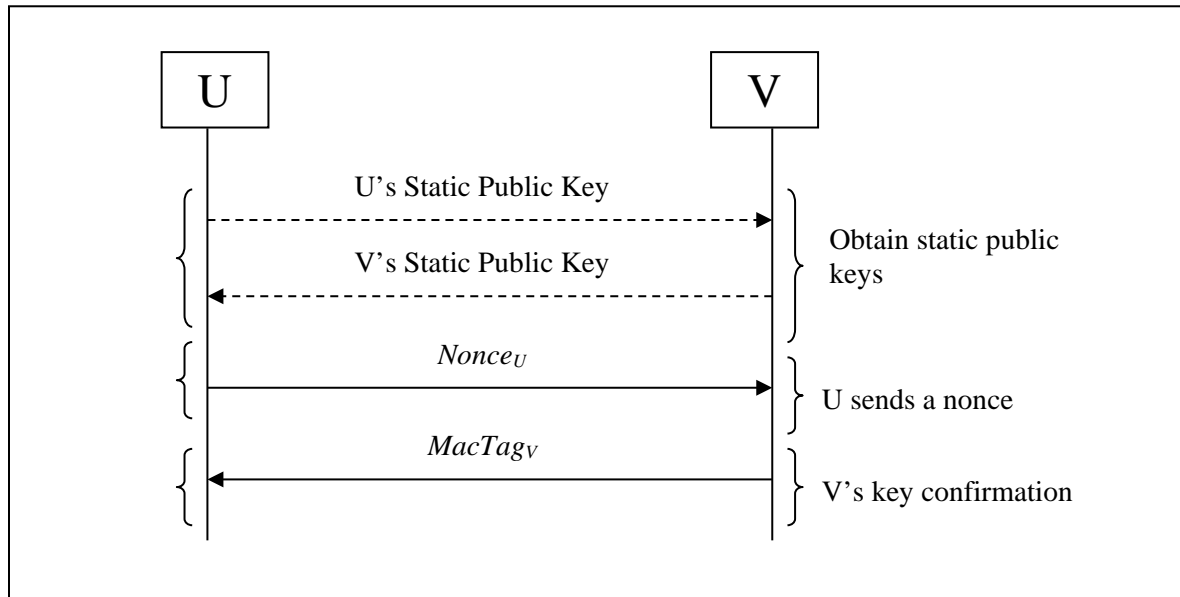 U
V
U’s Static Public Key
V’s Static Public Key
Obtain static public
keys
NonceU
U sends a nonce
MacTagV
V’s key confirmation